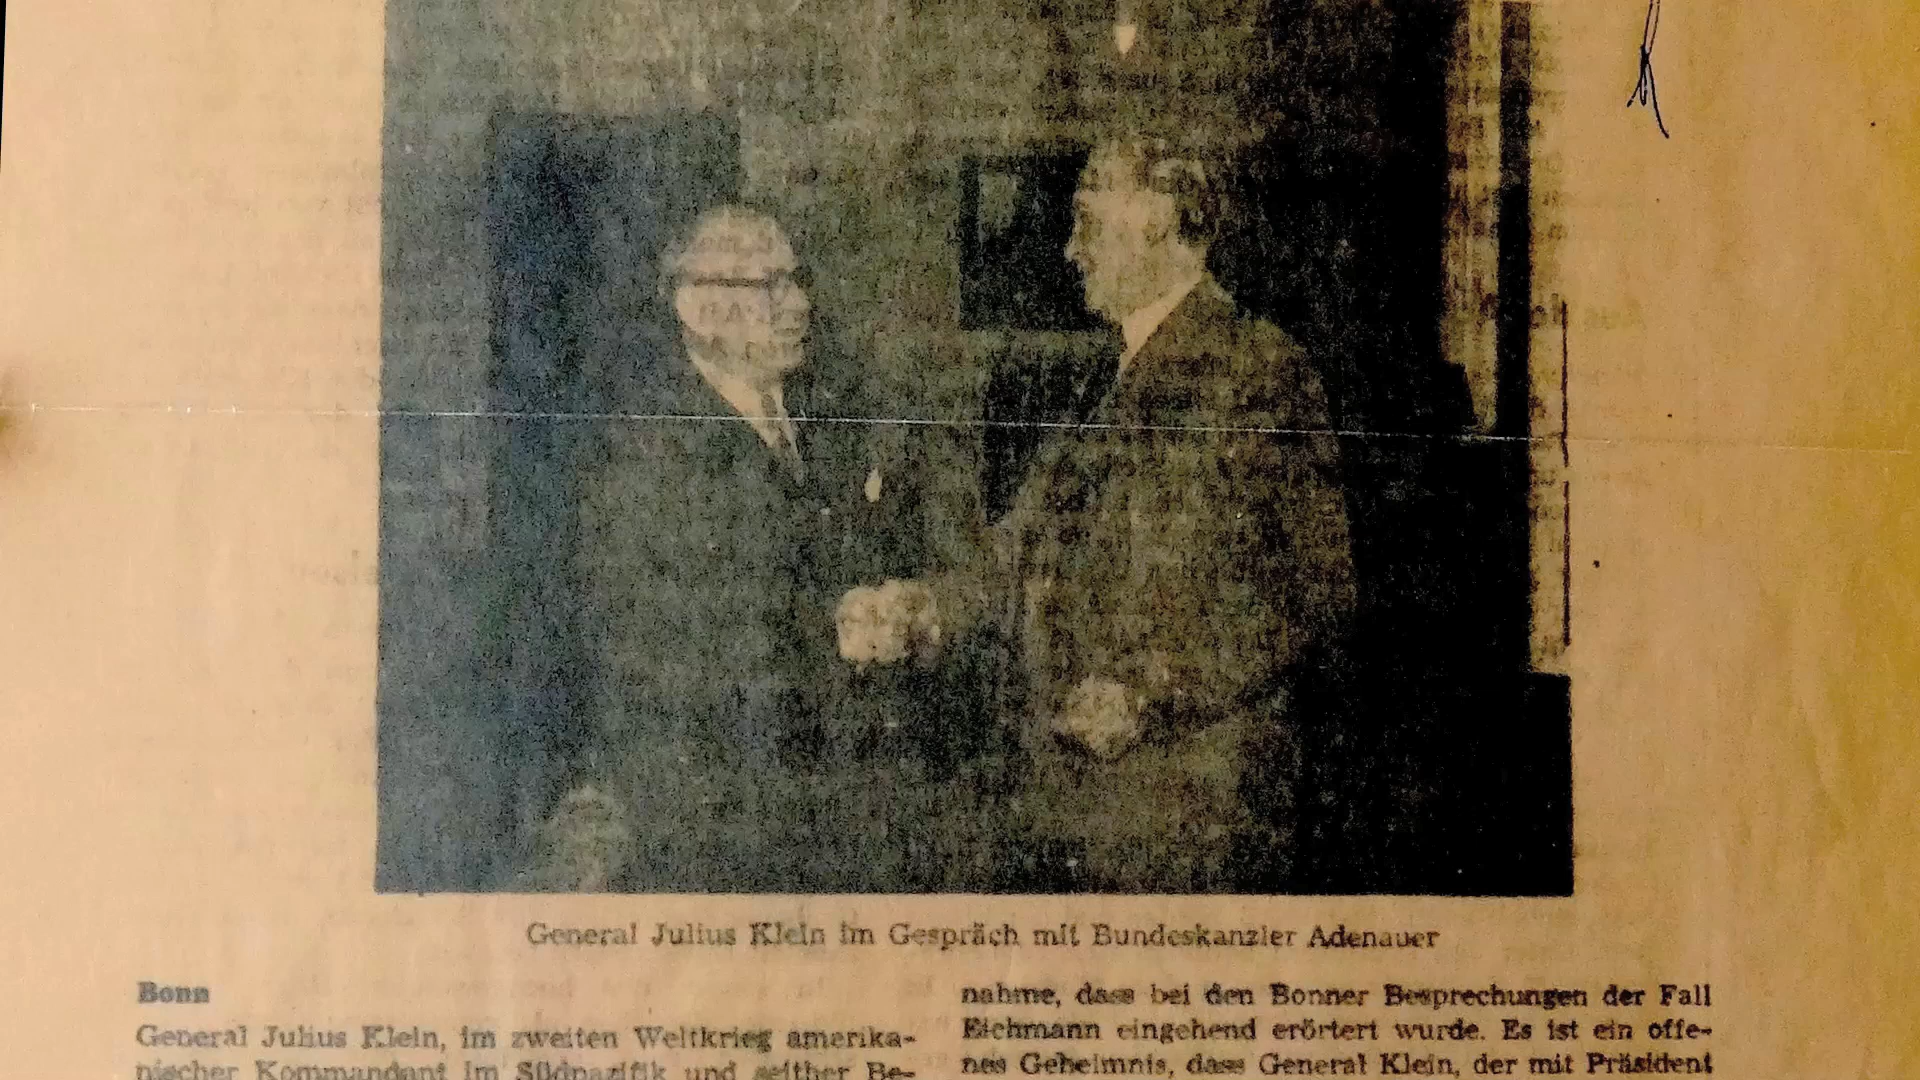 General Julius Klein im Gespräch mit Bundeskanzler Adenauer
Bonn
General Julius Klein, im zweiten Weltkrieg amerika-
nischer Kommandant im Südpazifik und seither Be-
nahme, dass bei den Bonner Besprechungen der Fall
Eichmann eingehend erörtert wurde. Es ist ein offe-
nes Geheimnis, dass General Klein, der mit Präsident